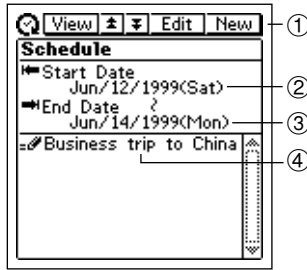 View Edit New ①
Schedule
Start Date
Jun/12/1999(Sat) ②
End Date
Jun/14/1999(Mon) ③
Business trip to China
④